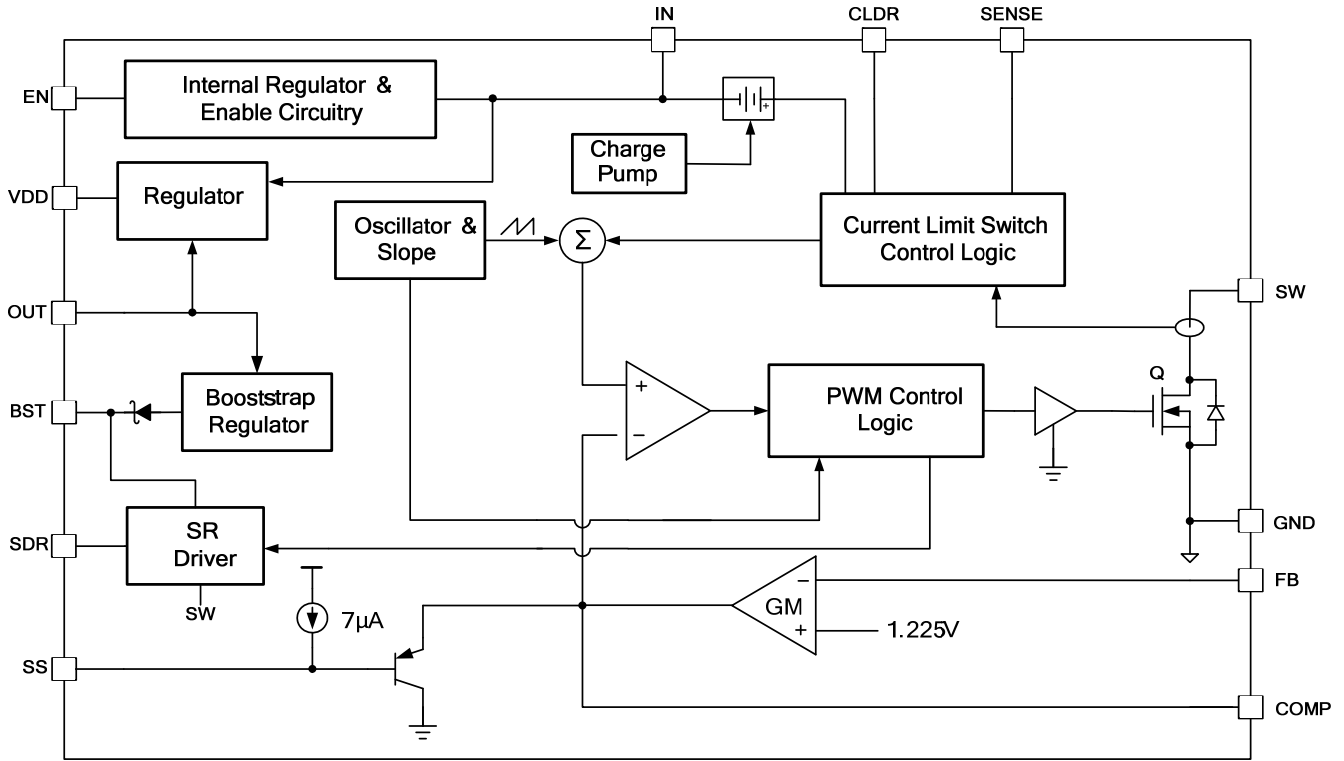 IN
CLDR
SENSE
EN
Internal Regulator &
Enable Circuitry
+
Charge
Pump
VDD
Regulator
Oscillator &
Slope
Σ
Current Limit Switch
Control Logic
OUT
SW
BST
Booststrap
Regulator
+
−
PWM Control
Logic
Q
SDR
SR
Driver
SW
GND
FB
7µA
GM
−
+
1.225V
SS
COMP